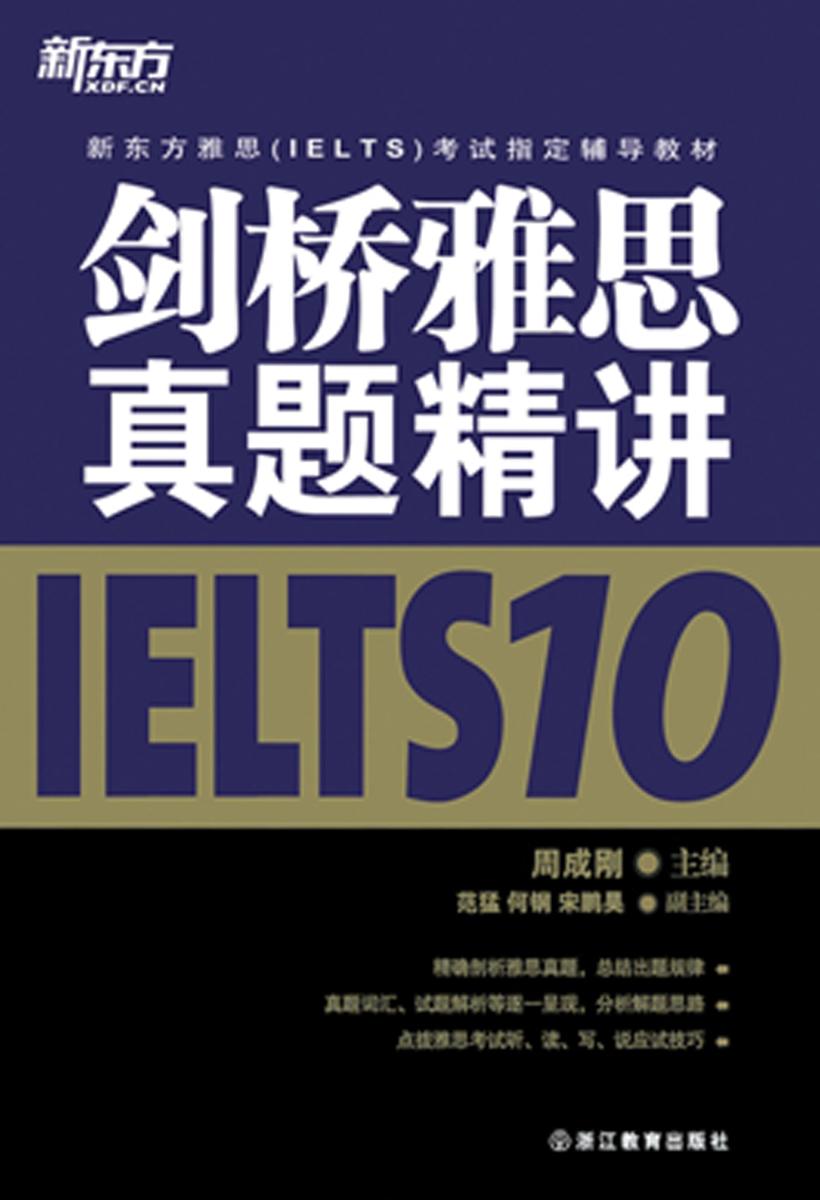 新东方
XDF.CN
新东方雅思(IELTS)考试指定辅导教材
剑桥雅思
真题精讲
IELTS10
周成刚 ● 主编
范猛 何钢 宋鹏昊 ● 副主编
精确剖析雅思真题，总结出题规律
真题词汇、试题解析等逐一呈现，分析解题思路
点拨雅思考试听、读、写、说应试技巧
浙江教育出版社